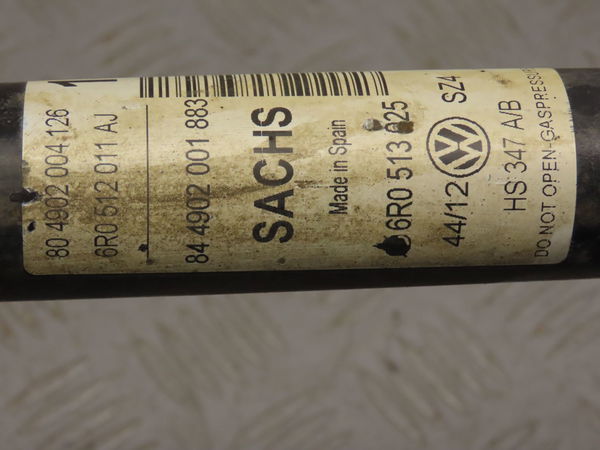 80 4902 004 126
6R0 512 011 AJ
84 4902 001 883
SACHS
Made in Spain
6R0 513 025
44/12 SZ4
HS 347 A/B
DO NOT OPEN-GASPRESSUR